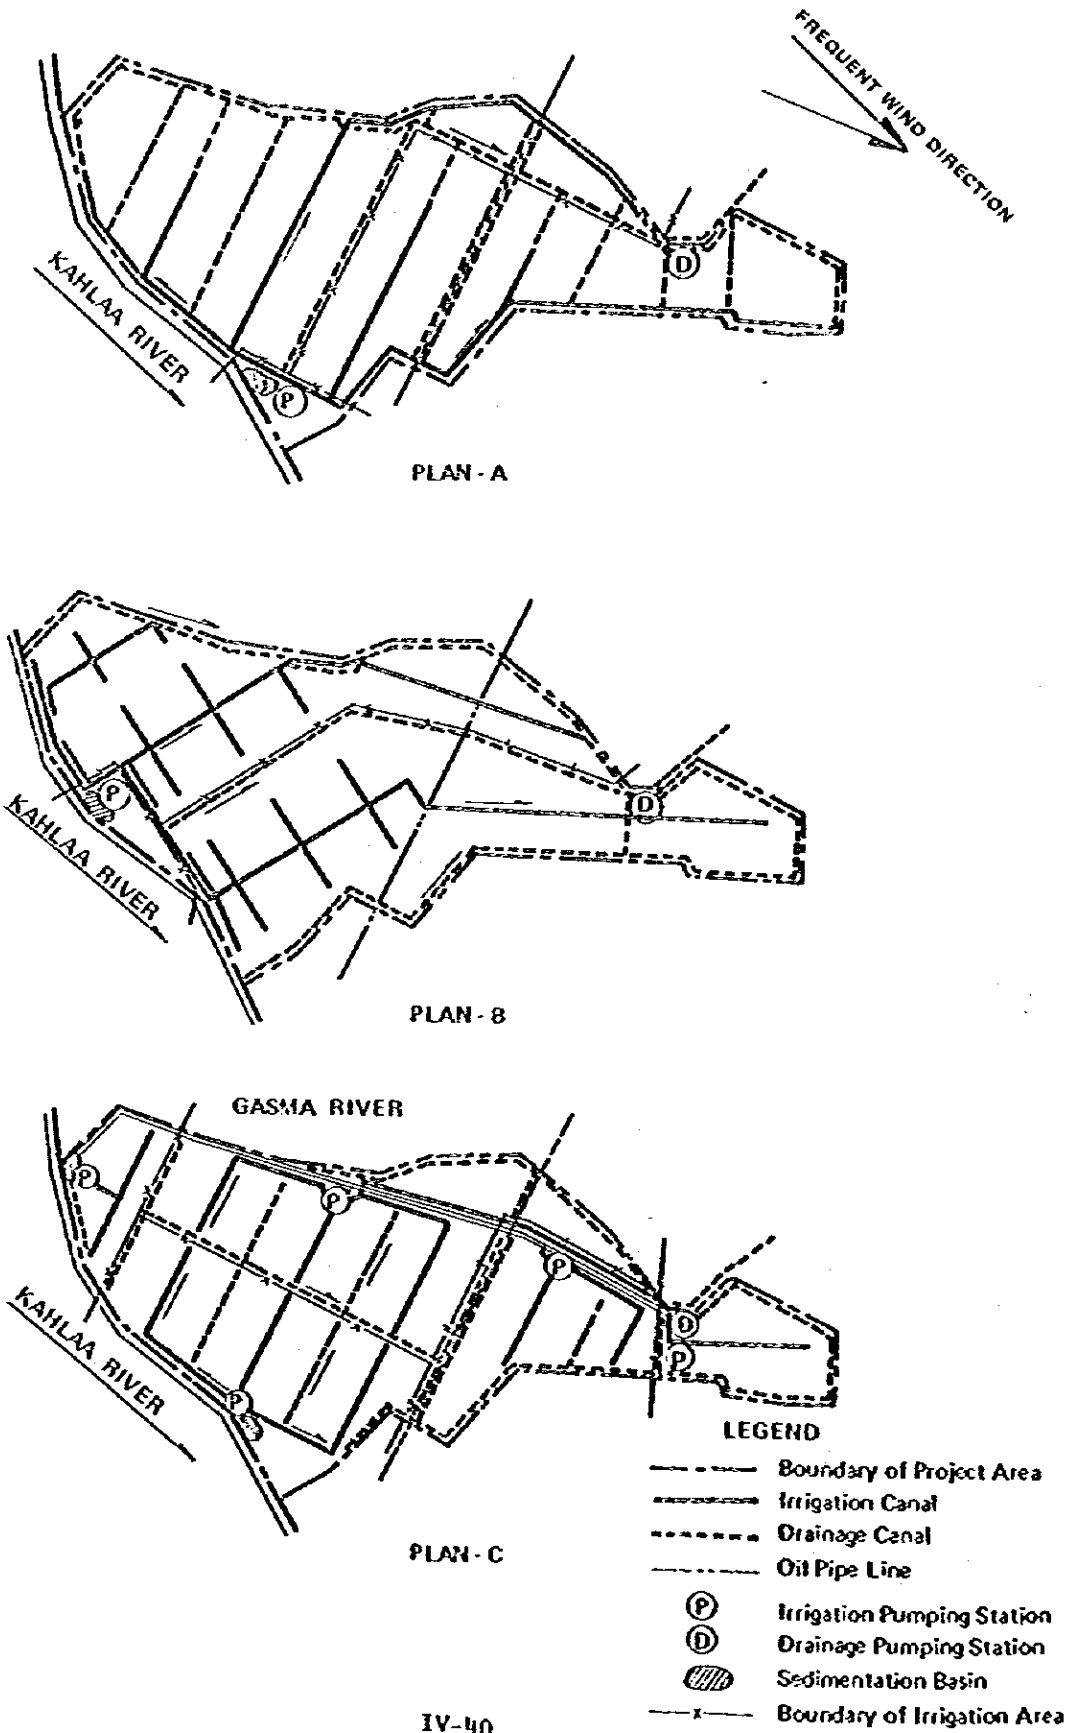 FREQUENT WIND DIRECTION
D
KAHLAA RIVER
P
PLAN - A
P
D
KAHLAA RIVER
PLAN - B
GASMA RIVER
P
P
P
D
P
KAHLAA RIVER
P
PLAN - C
LEGEND
Boundary of Project Area
Irrigation Canal
Drainage Canal
Oil Pipe Line
P Irrigation Pumping Station
D Drainage Pumping Station
Sedimentation Basin
x Boundary of Irrigation Area
IV-40